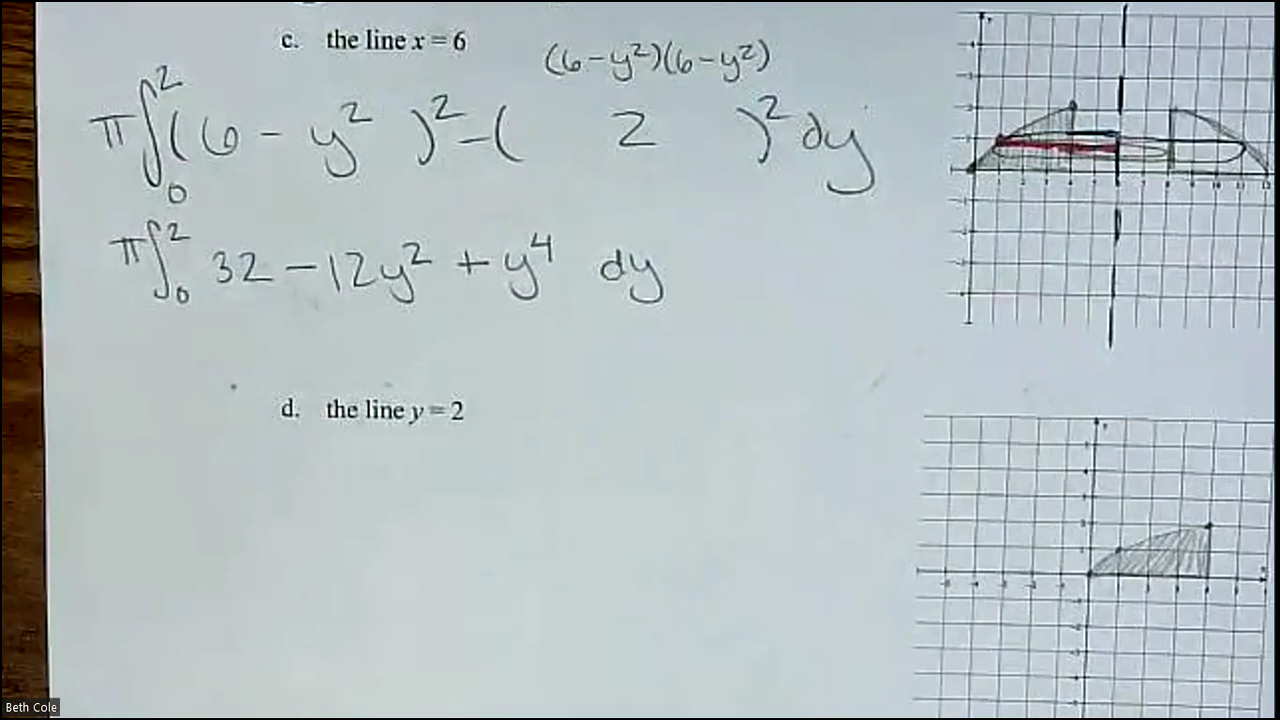 c. the line x = 6
(6-y²)(6-y²)
π∫₀² (6 - y²)² - ( 2 )² dy
π∫₀² 32 - 12y² + y⁴ dy
d. the line y = 2
Beth Cole